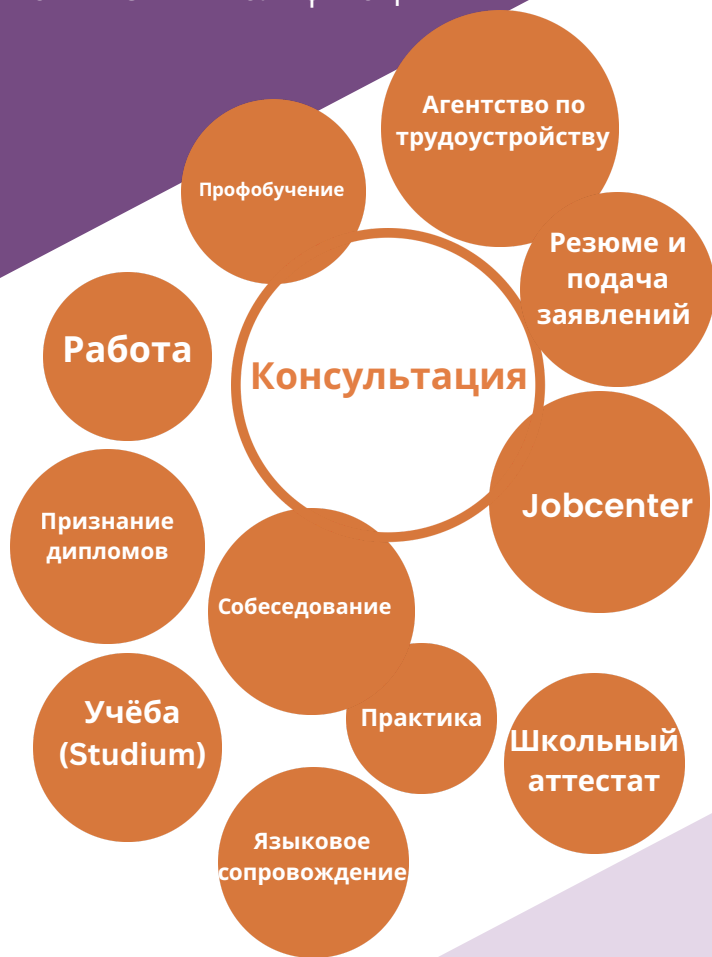 Агентство по
трудоустройству
Профобучение
Резюме и
подача
заявлений
Работа
Консультация
Jobcenter
Признание
дипломов
Собеседование
Учёба
(Studium)
Практика
Школьный
аттестат
Языковое
сопровождение